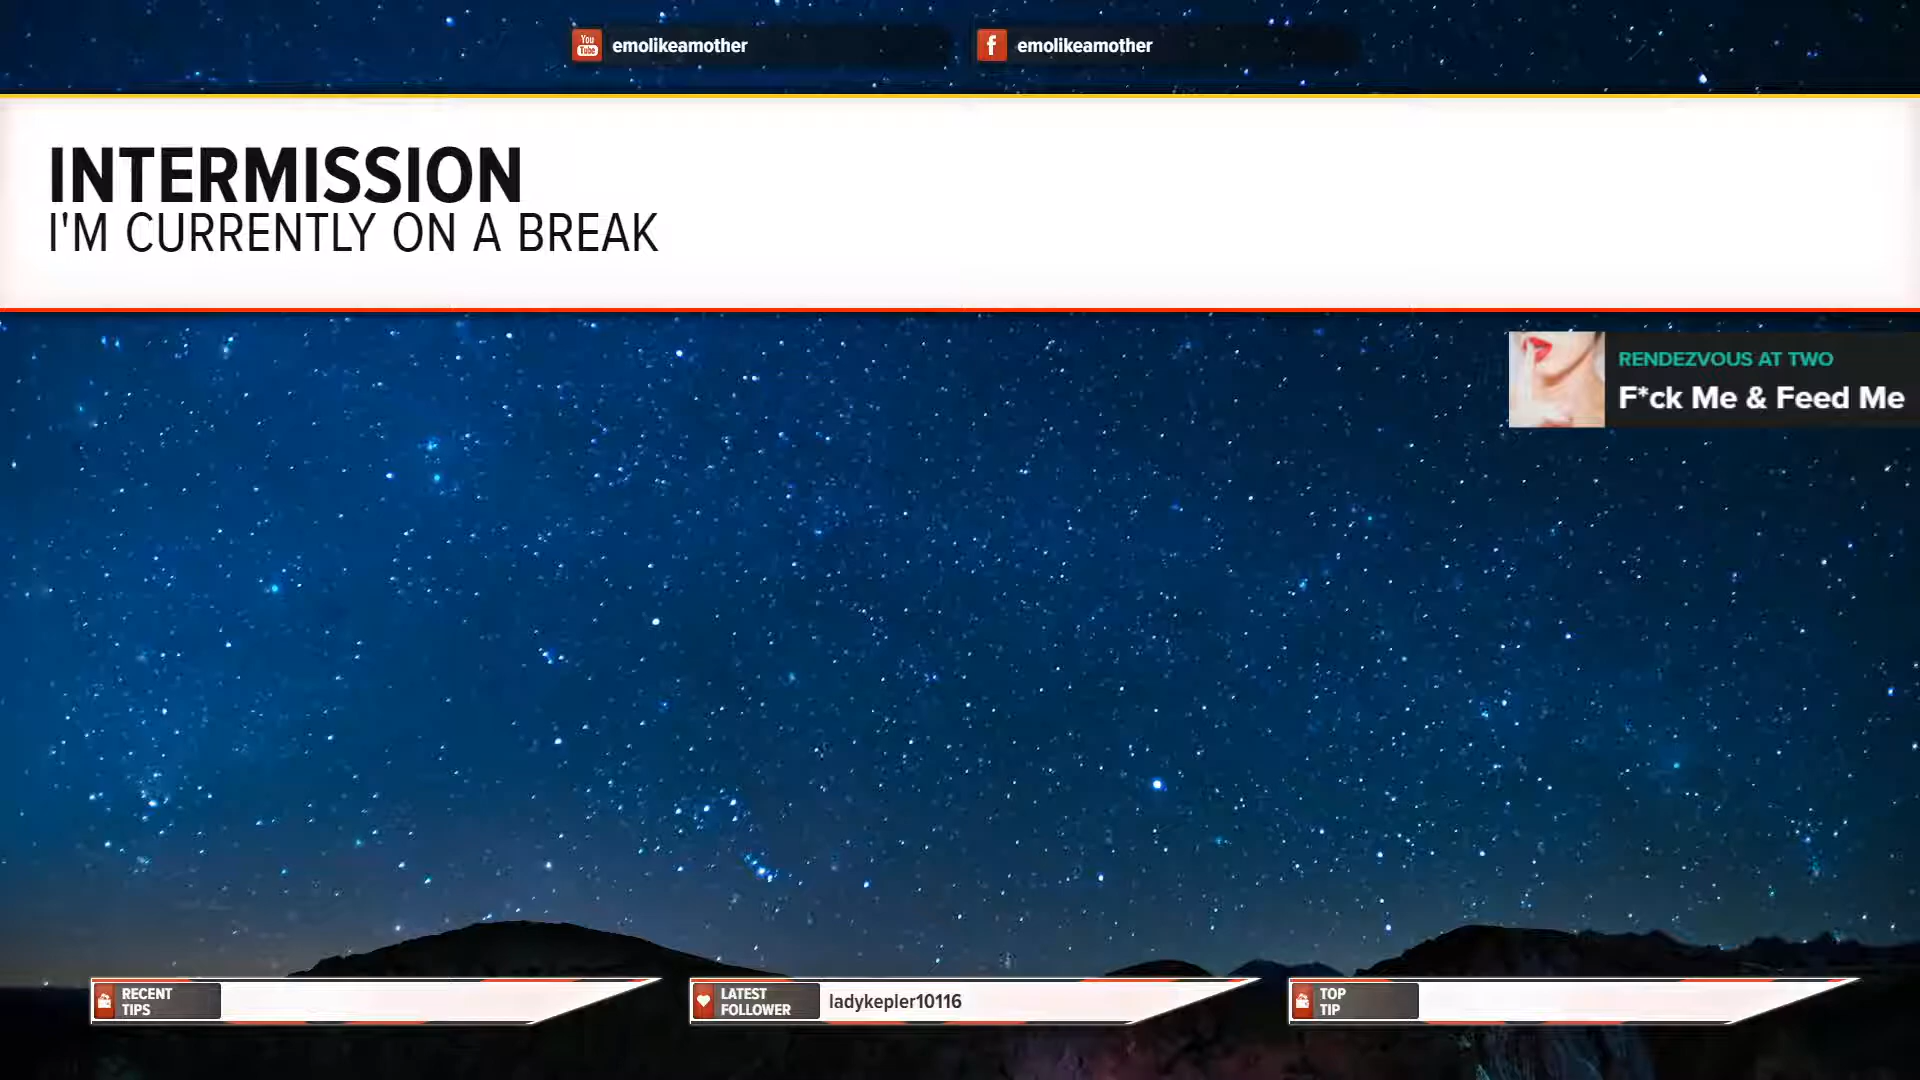 You
Tube
emolikeamother
f
emolikeamother
INTERMISSION
I'M CURRENTLY ON A BREAK
RENDEZVOUS AT TWO
F*ck Me & Feed Me
RECENT
TIPS
LATEST
FOLLOWER
ladykepler10116
TOP
TIP